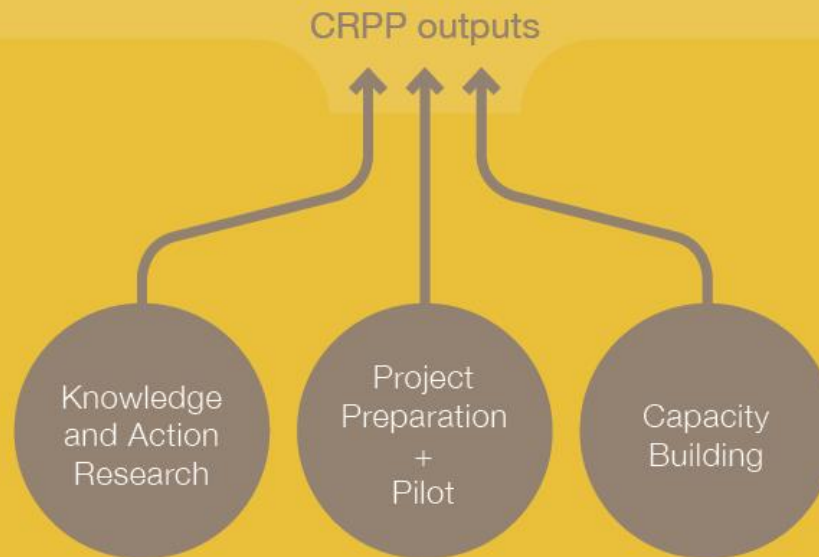 CRPP outputs
Knowledge
and Action
Research
Project
Preparation
+
Pilot
Capacity
Building